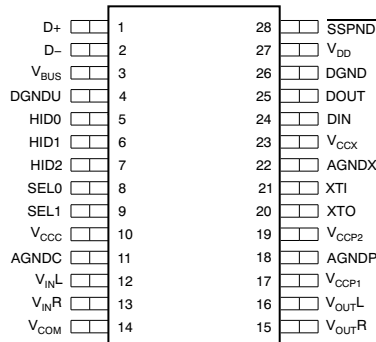 D+ 1 28 SSPND
D− 2 27 VDD
VBUS 3 26 DGND
DGNDU 4 25 DOUT
HID0 5 24 DIN
HID1 6 23 VCCX
HID2 7 22 AGNDX
SEL0 8 21 XTI
SEL1 9 20 XTO
VCCC 10 19 VCCP2
AGNDC 11 18 AGNDP
VINL 12 17 VCCP1
VINR 13 16 VOUTL
VCOM 14 15 VOUTR